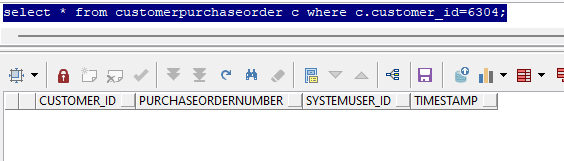 select * from customerpurchaseorder c where c.customer_id=6304;
CUSTOMER_ID PURCHASEORDERNUMBER SYSTEMUSER_ID TIMESTAMP